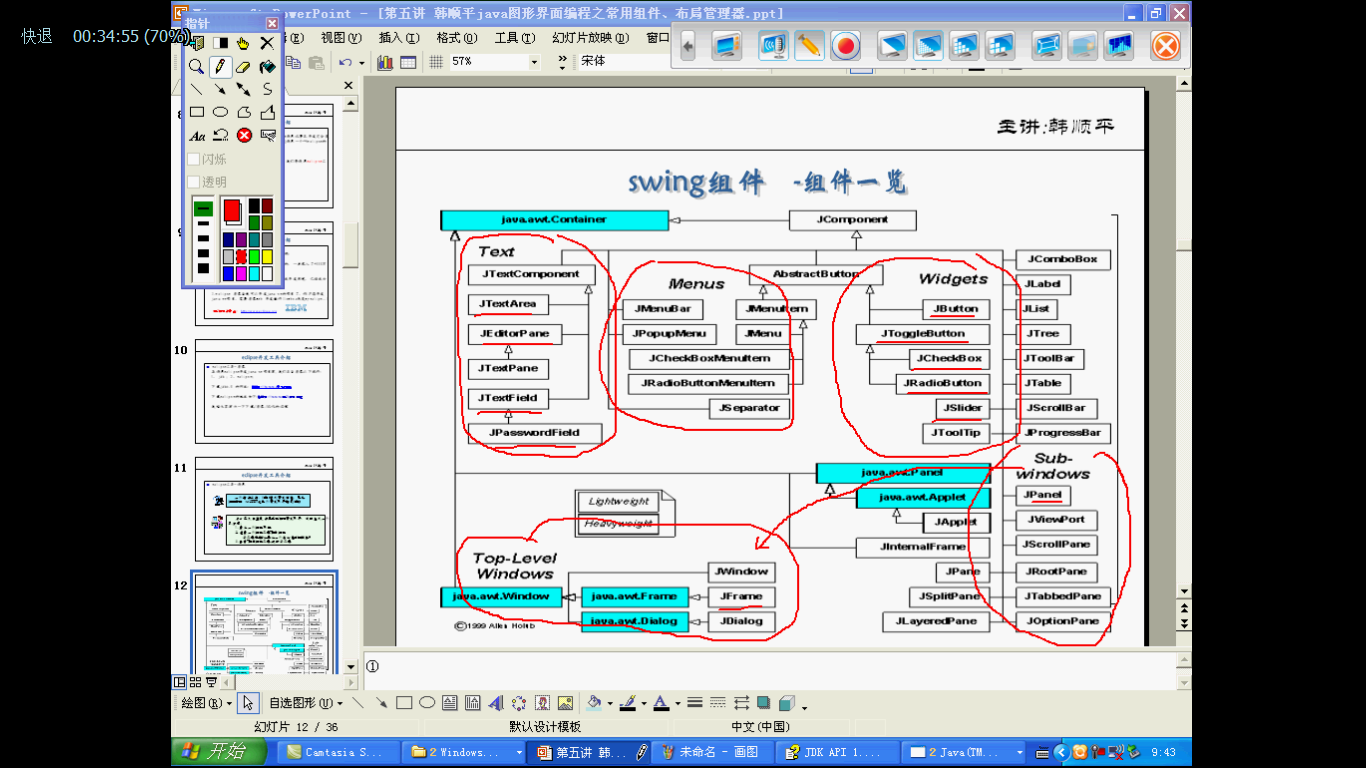 快退 00:34:55 (70%)
PowerPoint - [第五讲 韩顺平java图形界面编程之常用组件、布局管理器.ppt]
指针
视图(V) 插入(I) 格式(O) 工具(T) 幻灯片放映(D) 窗口
57%
宋体
闪烁
透明
9
10
11
12
主讲:韩顺平
swing组件 -组件一览
java.awt.Container
JComponent
Text
JTextComponent
JTextArea
JEditorPane
JTextPane
JTextField
JPasswordField
Menus
JMenuBar
JMenuItem
JPopupMenu
JMenu
JCheckBoxMenuItem
JRadioButtonMenuItem
JSeparator
AbstractButton
Widgets
JButton
JToggleButton
JCheckBox
JRadioButton
JSlider
JToolTip
JComboBox
JLabel
JList
JTree
JToolBar
JTable
JScrollBar
JProgressBar
java.awt.Panel
java.awt.Applet
JApplet
JInternalFrame
JPane
JSplitPane
JLayeredPane
Sub-
windows
JPanel
JViewPort
JScrollPane
JRootPane
JTabbedPane
JOptionPane
Lightweight
Heavyweight
Top-Level
Windows
JWindow
java.awt.Window
java.awt.Frame
JFrame
java.awt.Dialog
JDialog
©1999 Allen Holub
①
绘图(R) 自选图形(U)
幻灯片 12 / 36 默认设计模板 中文(中国)
开始 Camtasia S... 2 Windows... 第五讲 韩... 未命名 - 画图 JDK API 1.... 2 Java(TM... 9:43